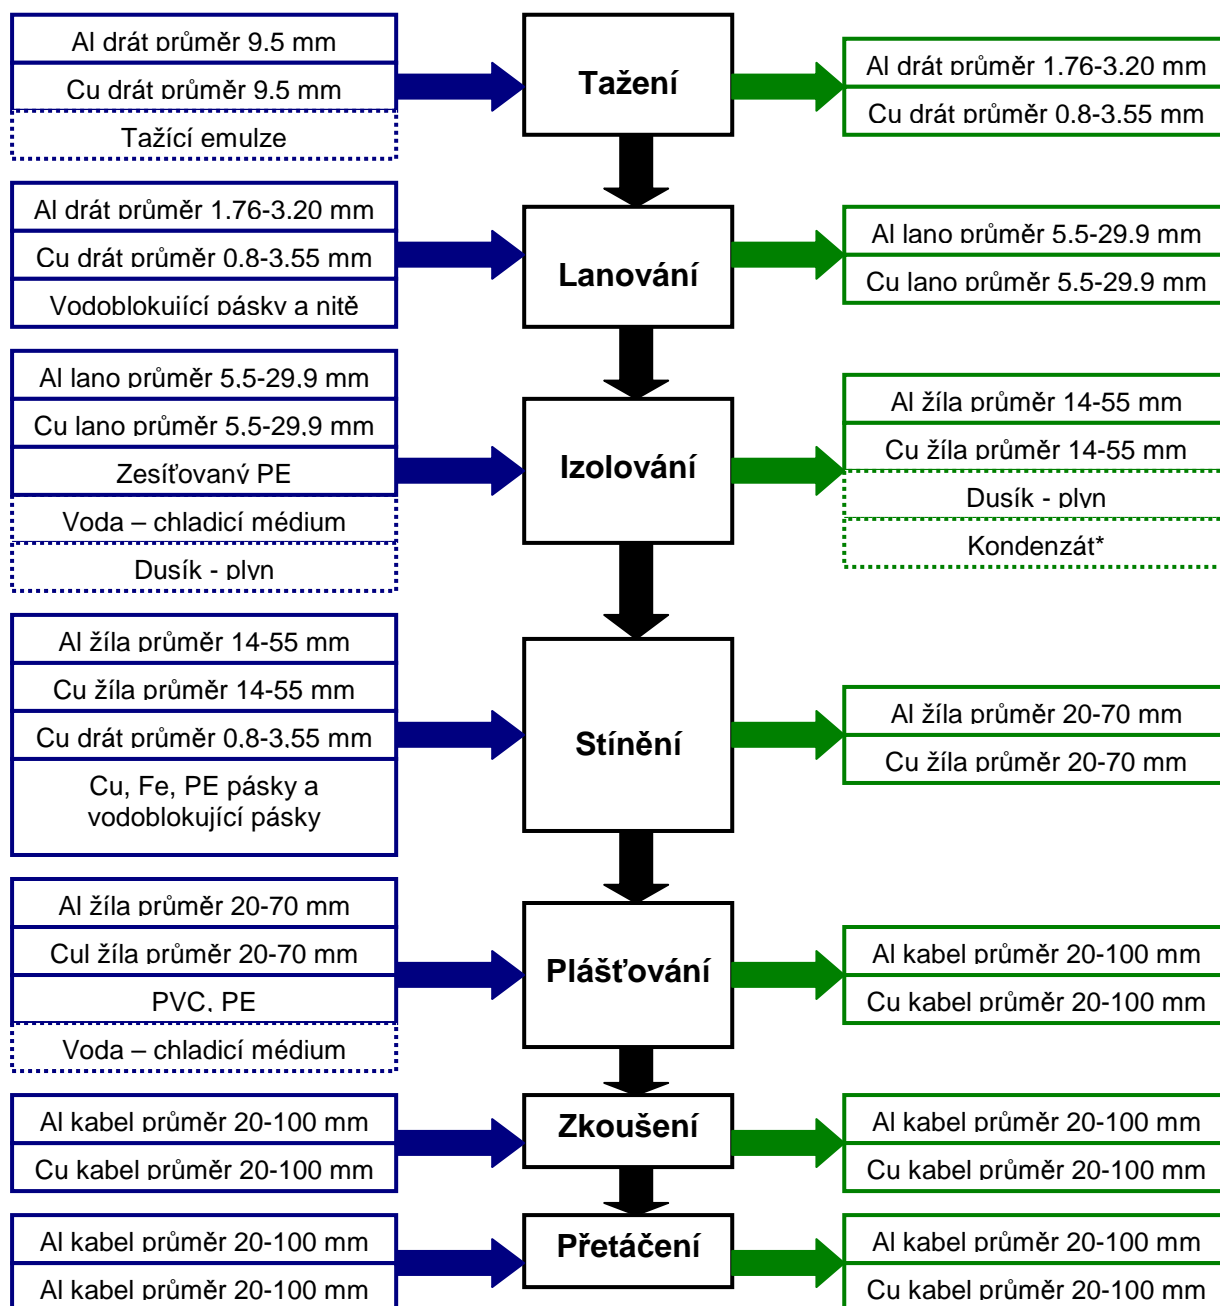 Al drát průměr 9.5 mm
Cu drát průměr 9.5 mm
Tažící emulze
Tažení
Al drát průměr 1.76-3.20 mm
Cu drát průměr 0.8-3.55 mm
Al drát průměr 1.76-3.20 mm
Cu drát průměr 0.8-3.55 mm
Vodoblokující pásky a nitě
Lanování
Al lano průměr 5.5-29.9 mm
Cu lano průměr 5.5-29.9 mm
Al lano průměr 5.5-29.9 mm
Cu lano průměr 5.5-29.9 mm
Zesíťovaný PE
Voda – chladicí médium
Dusík - plyn
Izolování
Al žíla průměr 14-55 mm
Cu žíla průměr 14-55 mm
Dusík - plyn
Kondenzát*
Al žíla průměr 14-55 mm
Cu žíla průměr 14-55 mm
Cu drát průměr 0.8-3.55 mm
Cu, Fe, PE pásky a
vodoblokující pásky
Stínění
Al žíla průměr 20-70 mm
Cu žíla průměr 20-70 mm
Al žíla průměr 20-70 mm
Cul žíla průměr 20-70 mm
PVC, PE
Voda – chladicí médium
Plášťování
Al kabel průměr 20-100 mm
Cu kabel průměr 20-100 mm
Al kabel průměr 20-100 mm
Cu kabel průměr 20-100 mm
Zkoušení
Al kabel průměr 20-100 mm
Cu kabel průměr 20-100 mm
Al kabel průměr 20-100 mm
Al kabel průměr 20-100 mm
Přetáčení
Al kabel průměr 20-100 mm
Cu kabel průměr 20-100 mm